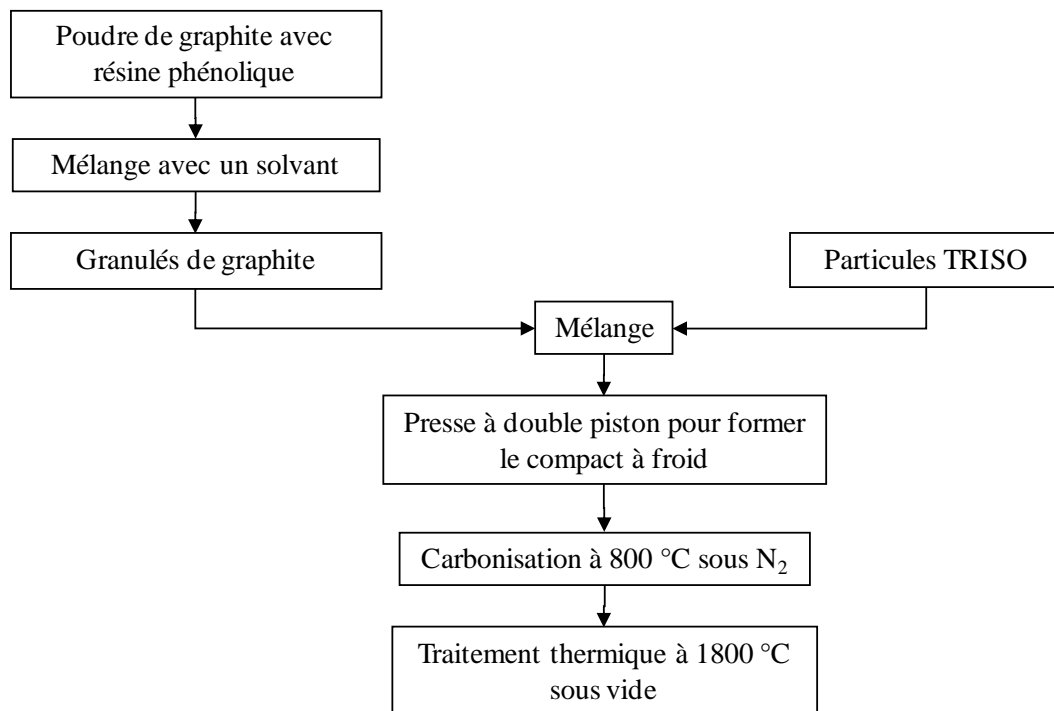 Poudre de graphite avec
résine phénolique
Mélange avec un solvant
Granulés de graphite
Particules TRISO
Mélange
Presse à double piston pour former
le compact à froid
Carbonisation à 800 °C sous N₂
Traitement thermique à 1800 °C
sous vide